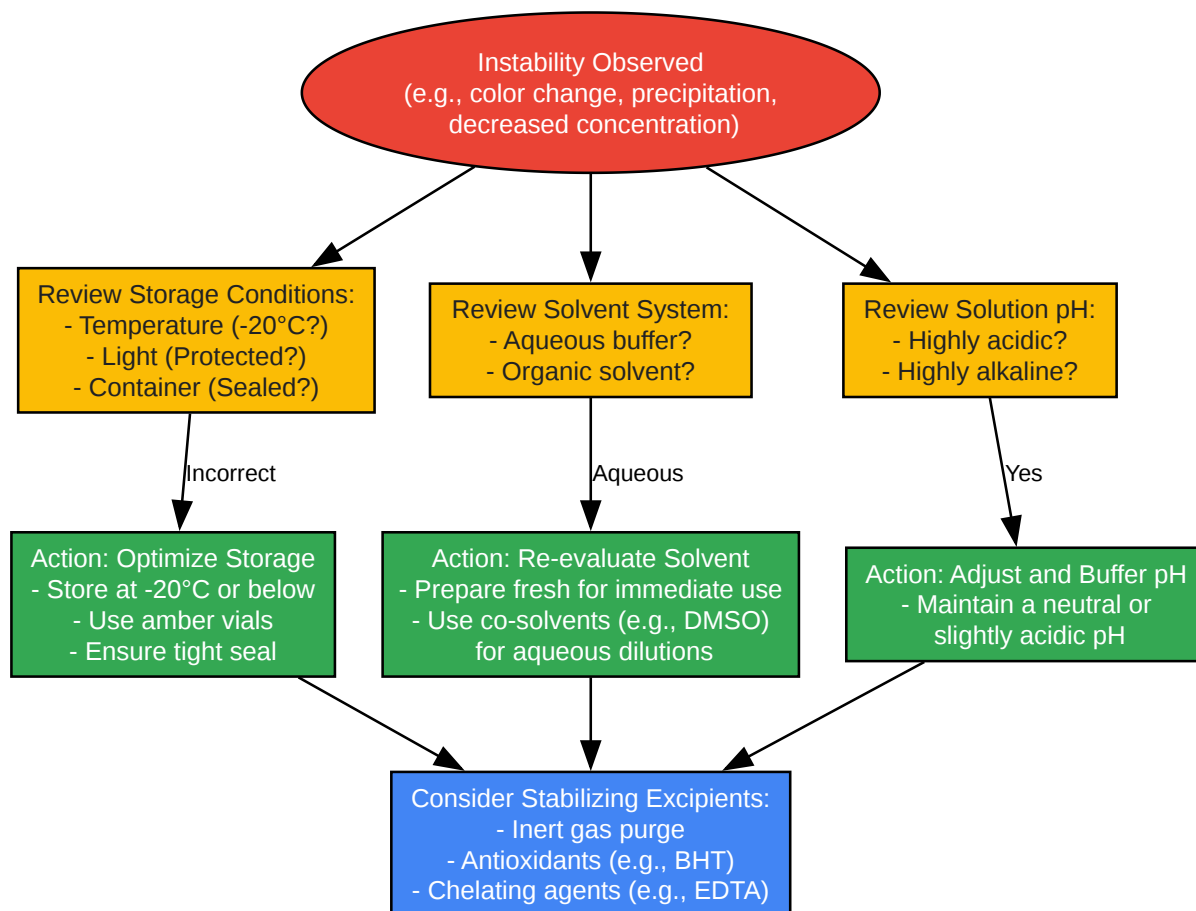 Instability Observed
(e.g., color change, precipitation,
decreased concentration)
Review Storage Conditions:
- Temperature (-20°C?)
- Light (Protected?)
- Container (Sealed?)
Review Solvent System:
- Aqueous buffer?
- Organic solvent?
Review Solution pH:
- Highly acidic?
- Highly alkaline?
Incorrect
Aqueous
Yes
Action: Optimize Storage
- Store at -20°C or below
- Use amber vials
- Ensure tight seal
Action: Re-evaluate Solvent
- Prepare fresh for immediate use
- Use co-solvents (e.g., DMSO)
for aqueous dilutions
Action: Adjust and Buffer pH
- Maintain a neutral or
slightly acidic pH
Consider Stabilizing Excipients:
- Inert gas purge
- Antioxidants (e.g., BHT)
- Chelating agents (e.g., EDTA)